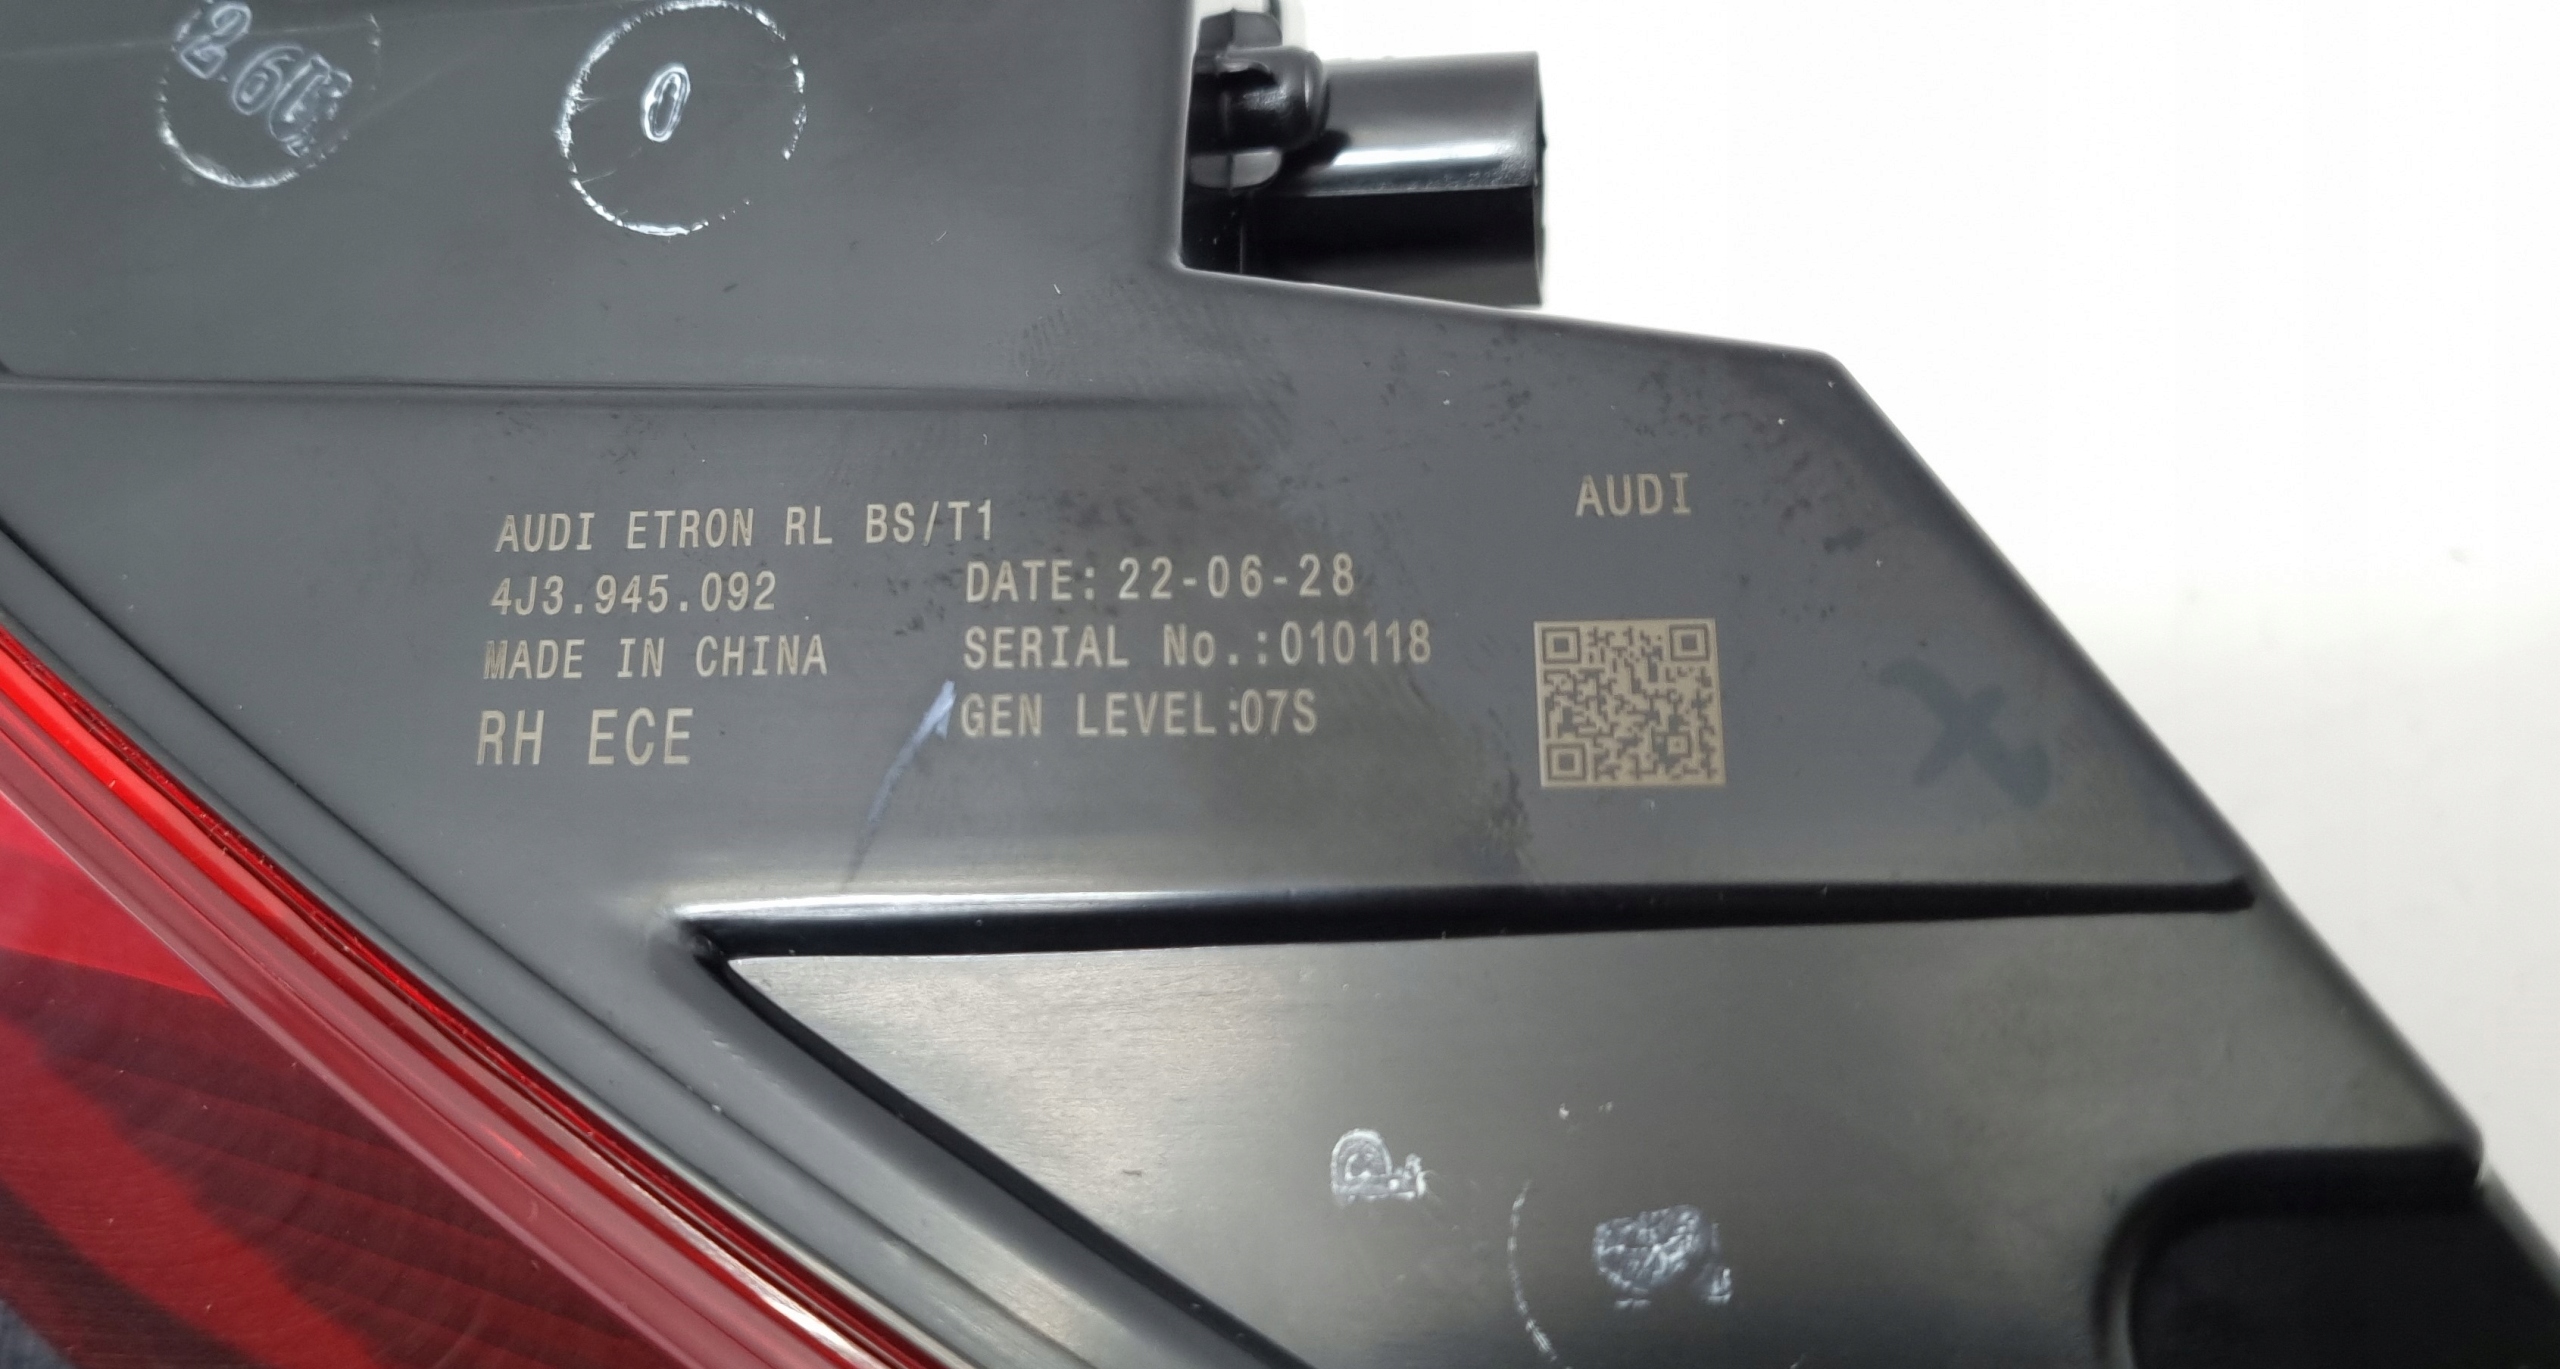 0
AUDI ETRON RL BS/T1
4J3.945.092
MADE IN CHINA
RH ECE
DATE: 22-06-28
SERIAL No.:010118
GEN LEVEL:07S
AUDI